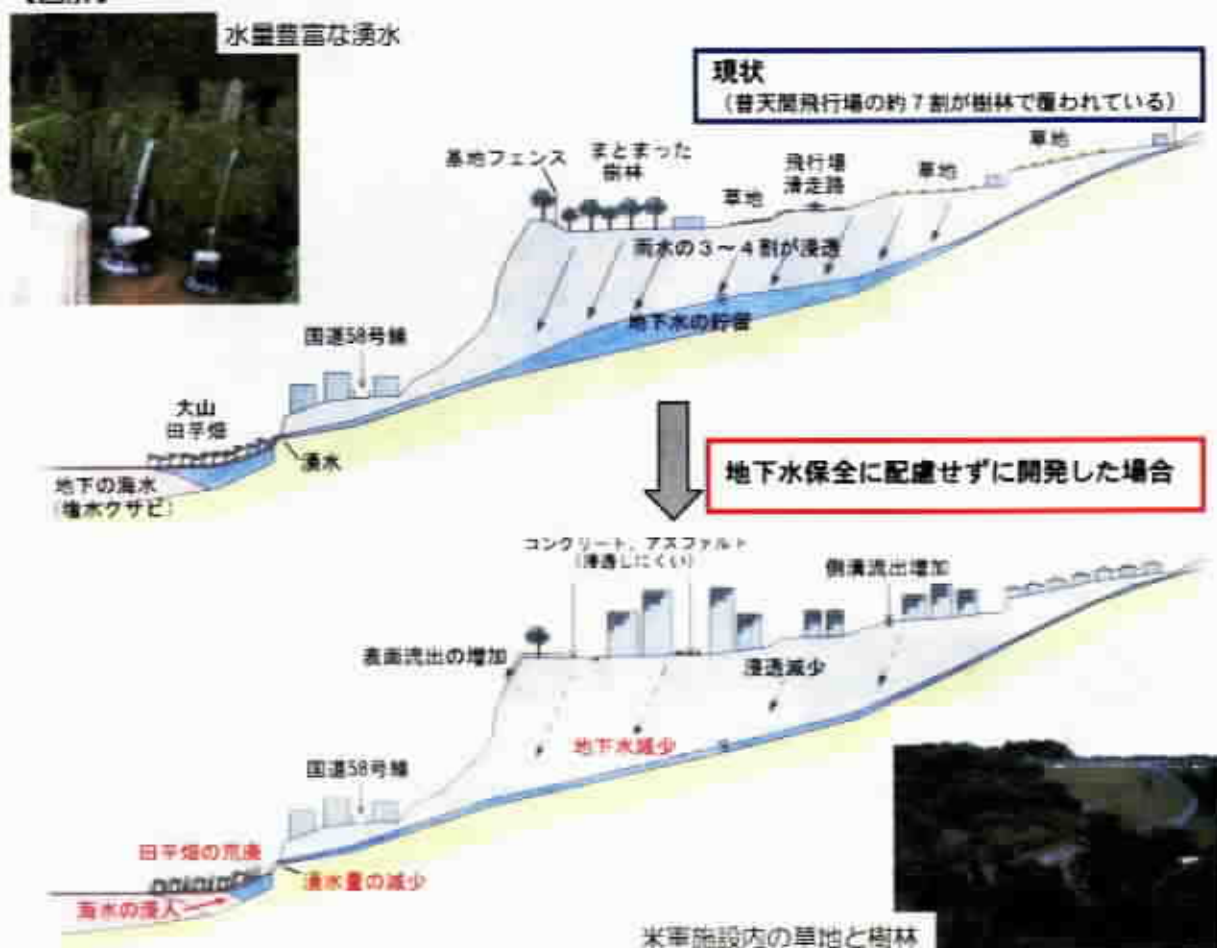 水量豊富な湧水
現状
（普天間飛行場の約７割が樹林で覆われている）
基地フェンス
まとまった
樹林
草地
飛行場
滑走路
草地
草地
雨水の３～４割が浸透
地下水の貯留
国道58号線
大山
田芋畑
湧水
地下の海水
（塩水クサビ）
地下水保全に配慮せずに開発した場合
コンクリート、アスファルト
（浸透しにくい）
側溝流出増加
表面流出の増加
浸透減少
地下水減少
国道58号線
田芋畑の荒廃
湧水量の減少
海水の浸入
米軍施設内の草地と樹林